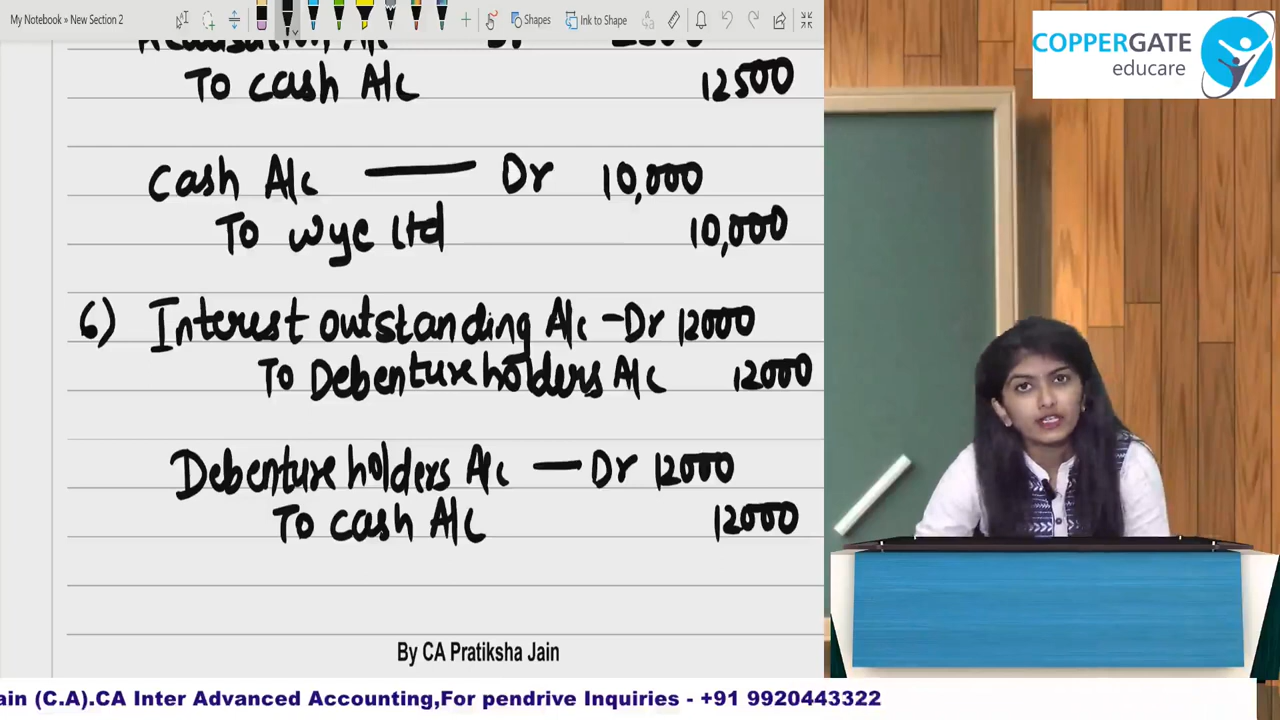 My Notebook » New Section 2
Shapes
Ink to Shape
COPPERGATE
educare
To cash A/c 12500
Cash A/c — Dr 10,000
To Wye Ltd 10,000
6) Interest outstanding A/c - Dr 12000
To Debenture holders A/c 12000
Debenture holders A/c — Dr 12000
To cash A/c 12000
By CA Pratiksha Jain
ain (C.A).CA Inter Advanced Accounting,For pendrive Inquiries - +91 9920443322